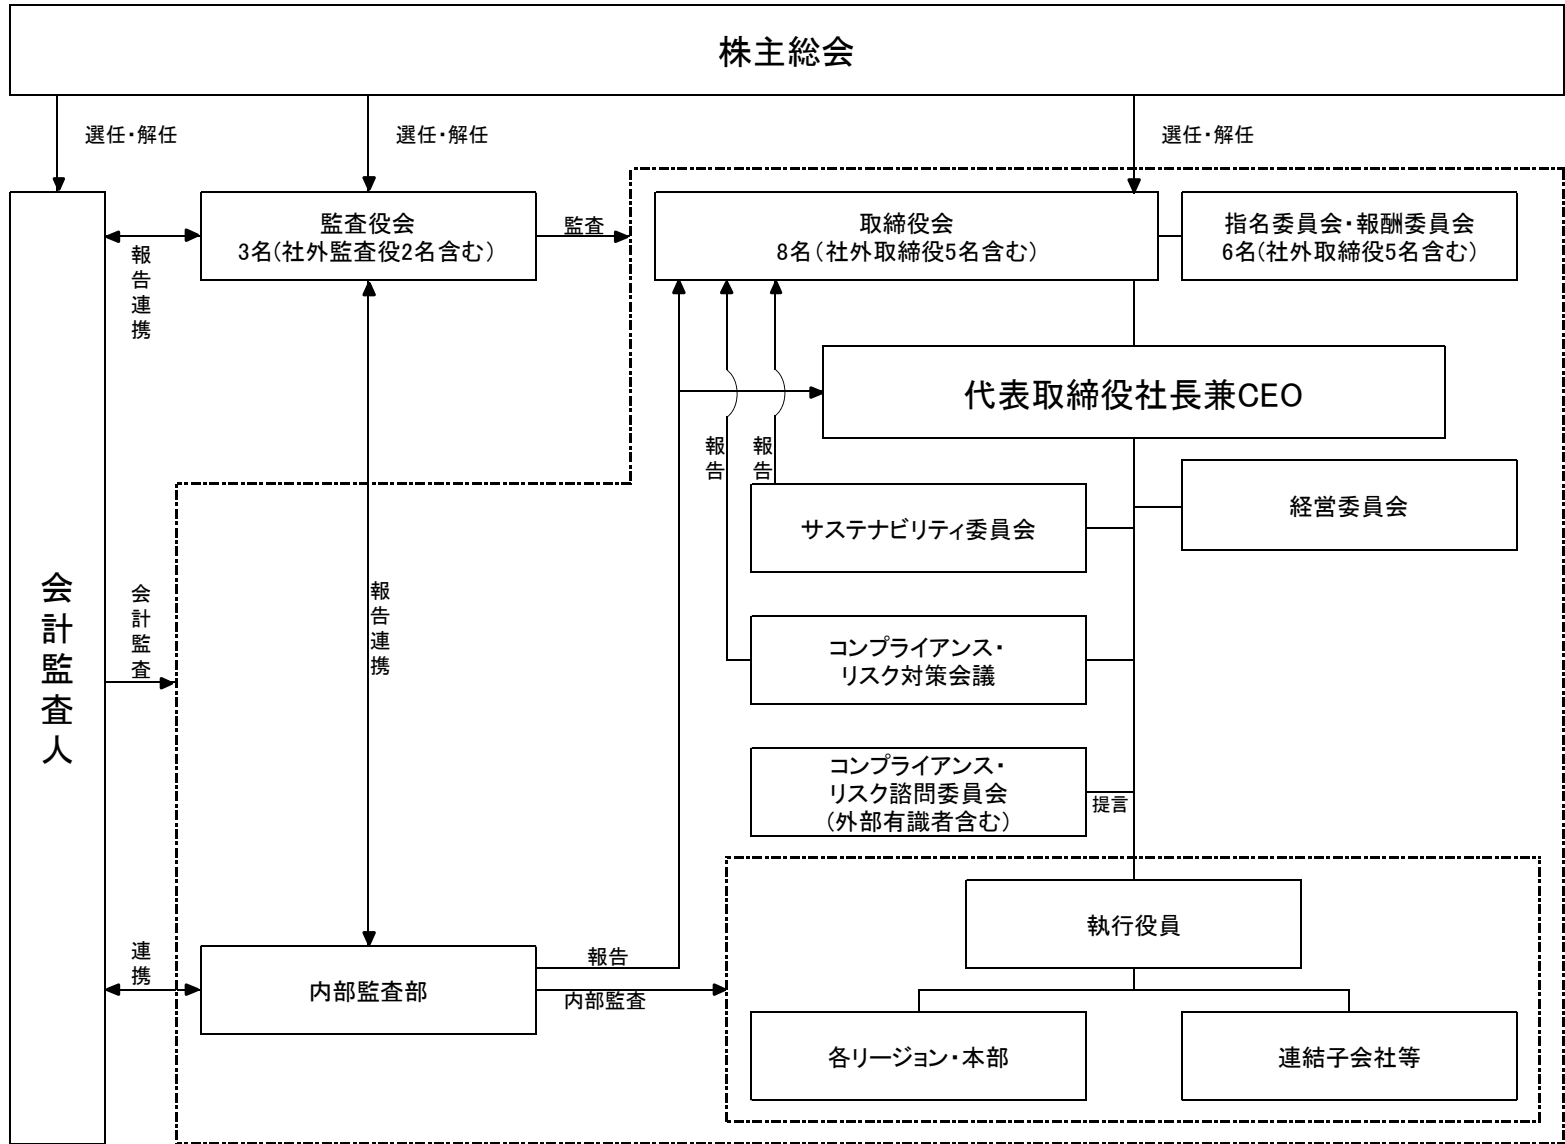 株主総会
選任・解任
選任・解任
選任・解任
監査役会
3名(社外監査役2名含む)
監査
取締役会
8名(社外取締役5名含む)
指名委員会・報酬委員会
6名(社外取締役5名含む)
報告連携
代表取締役社長兼CEO
報告
報告
サステナビリティ委員会
経営委員会
会計監査人
会計監査
報告連携
コンプライアンス・
リスク対策会議
コンプライアンス・
リスク諮問委員会
(外部有識者含む)
提言
執行役員
連携
内部監査部
報告
内部監査
各リージョン・本部
連結子会社等